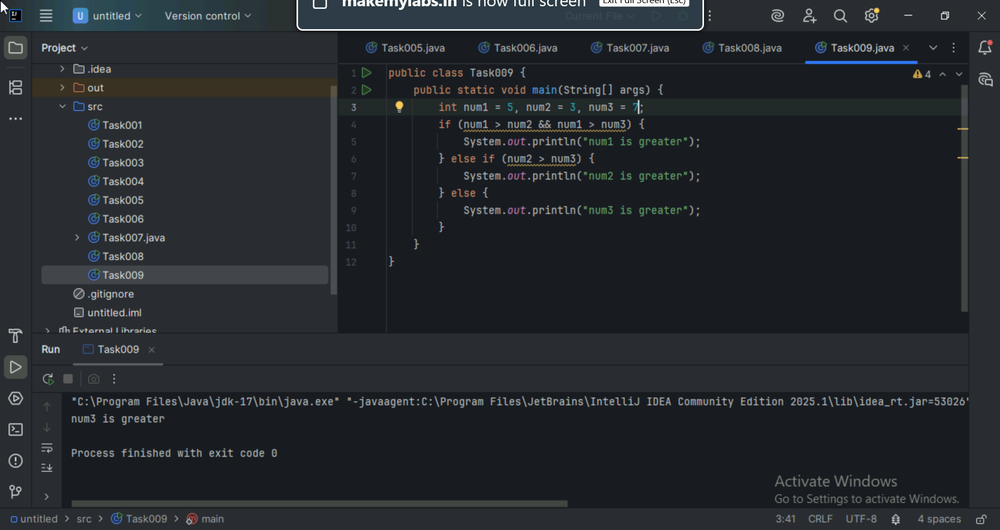 makemylabs.in is now full screen
Exit Full Screen (Esc)
U untitled
Version control
Current File
Project
Task005.java
Task006.java
Task007.java
Task008.java
Task009.java
.idea
out
src
Task001
Task002
Task003
Task004
Task005
Task006
Task007.java
Task008
Task009
.gitignore
untitled.iml
External Libraries
4
1 public class Task009 {
2 public static void main(String[] args) {
3 int num1 = 5, num2 = 3, num3 = 7;
4 if (num1 > num2 && num1 > num3) {
5 System.out.println("num1 is greater");
6 } else if (num2 > num3) {
7 System.out.println("num2 is greater");
8 } else {
9 System.out.println("num3 is greater");
10 }
11 }
12 }
Run
Task009
"C:\Program Files\Java\jdk-17\bin\java.exe" "-javaagent:C:\Program Files\JetBrains\IntelliJ IDEA Community Edition 2025.1\lib\idea_rt.jar=53026"
num3 is greater
Process finished with exit code 0
Activate Windows
Go to Settings to activate Windows.
untitled > src > Task009 > main
3:41 CRLF UTF-8 4 spaces